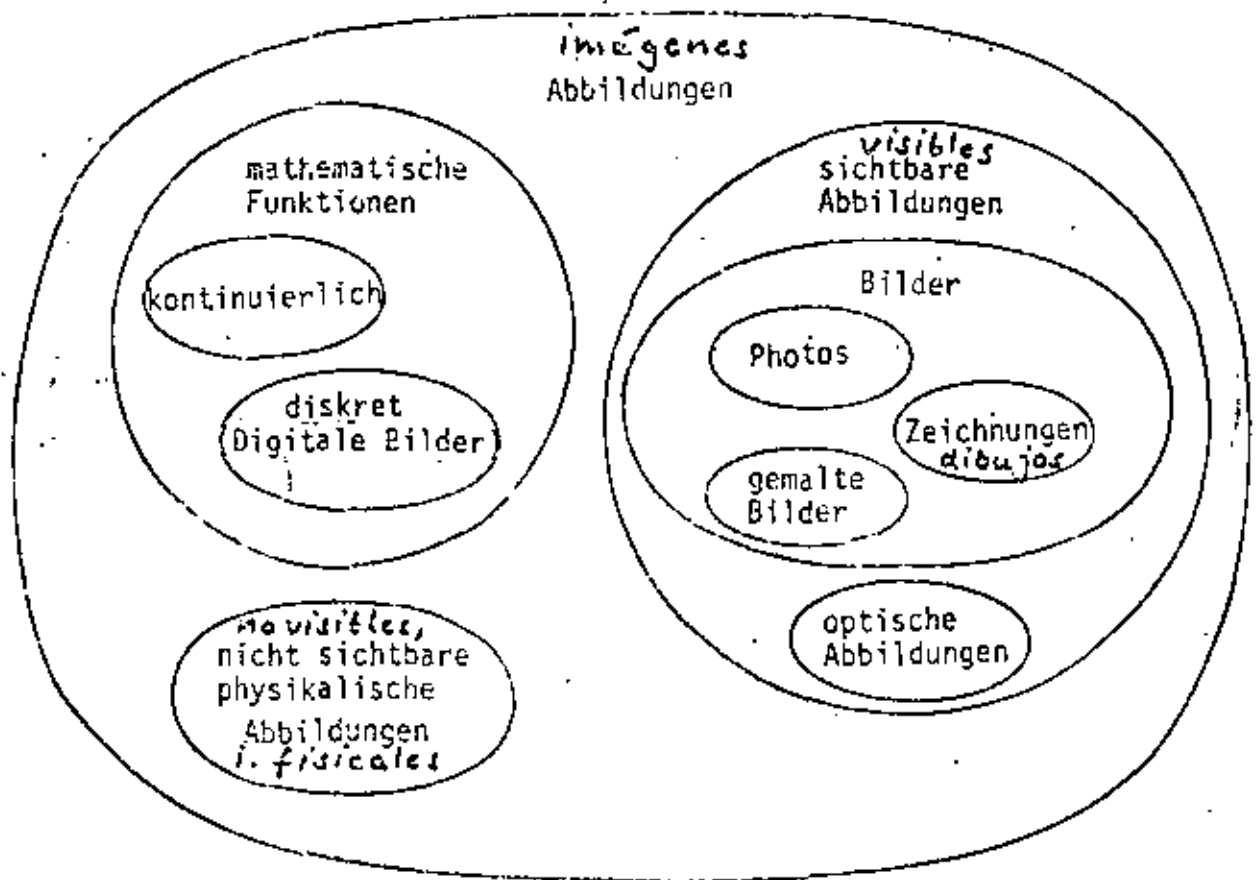 imágenes
Abbildungen
mathematische
Funktionen
kontinuierlich
diskret
Digitale Bilder
visibles
sichtbare
Abbildungen
Bilder
Photos
Zeichnungen
dibujos
gemalte
Bilder
optische
Abbildungen
no visibles,
nicht sichtbare
physikalische
Abbildungen
i. fisicales